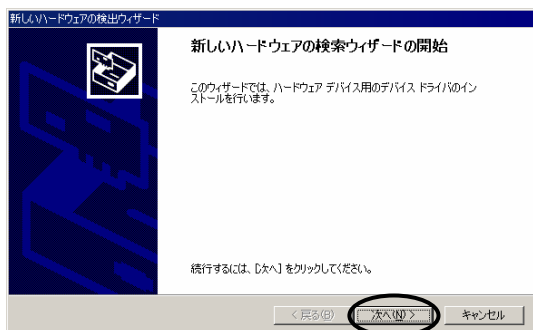 新しいハードウェアの検出ウィザード
新しいハードウェアの検索ウィザードの開始
このウィザードでは、ハードウェア デバイス用のデバイス ドライバのイン
ストールを行います。
続行するには、[次へ] をクリックしてください。
< 戻る(B) 次へ(N) > キャンセル